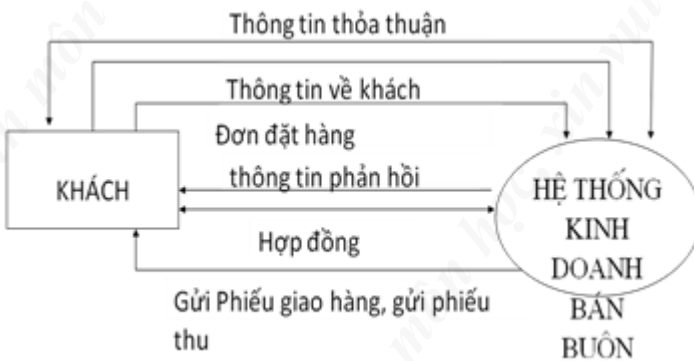 Thông tin thỏa thuận
Thông tin về khách
Đơn đặt hàng
KHÁCH
thông tin phản hồi
HỆ THỐNG
KINH
DOANH
BÁN
BUÔN
Hợp đồng
Gửi Phiếu giao hàng, gửi phiếu
thu